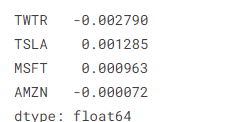 TWTR   -0.002790
TSLA    0.001285
MSFT    0.000963
AMZN   -0.000072
dtype: float64